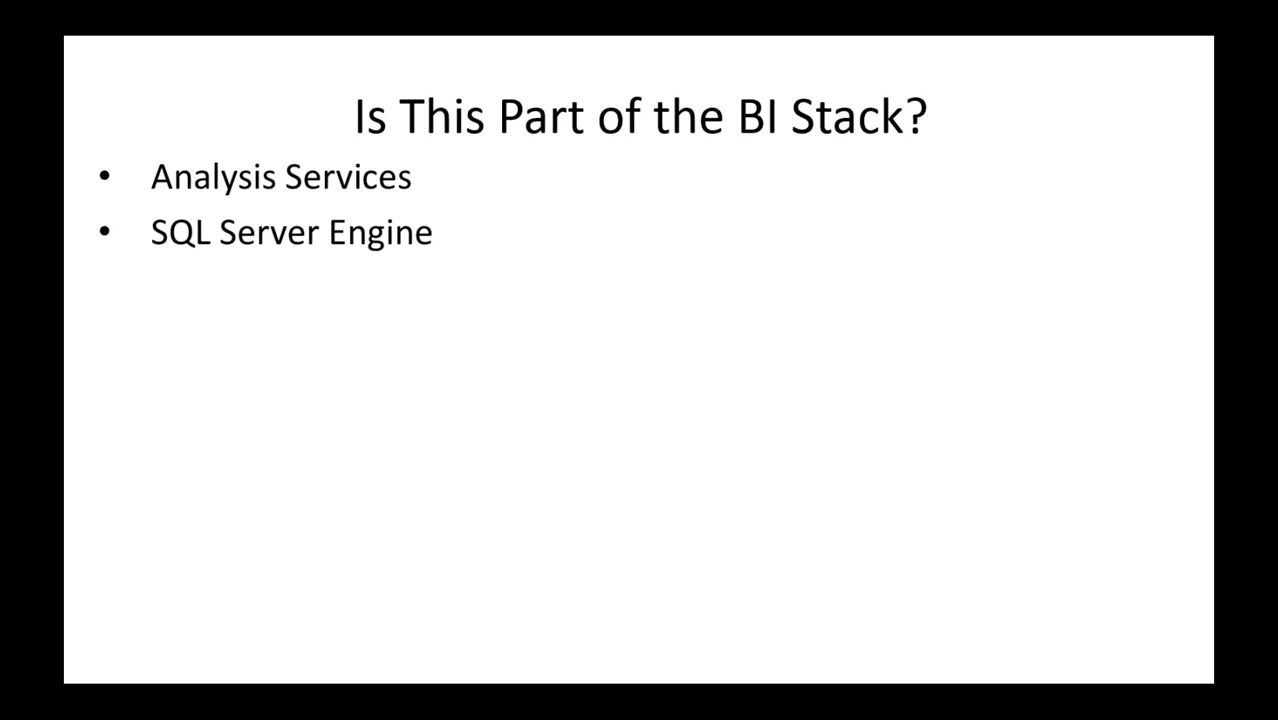 Is This Part of the BI Stack?
• Analysis Services
• SQL Server Engine